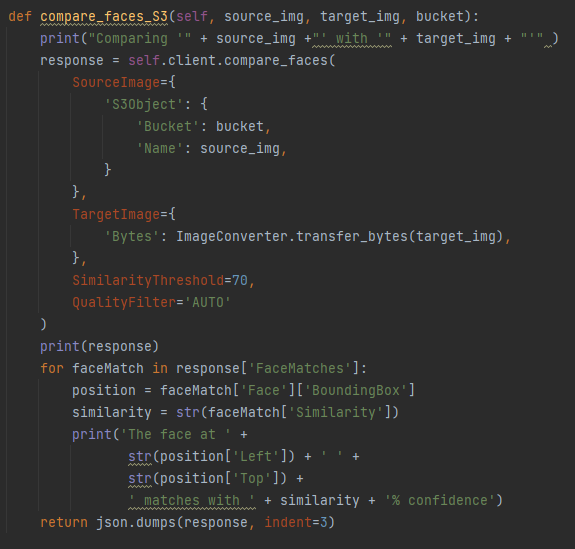 def compare_faces_S3(self, source_img, target_img, bucket):
    print("Comparing '" + source_img +"' with '" + target_img + "'" )
    response = self.client.compare_faces(
        SourceImage={
            'S3Object': {
                'Bucket': bucket,
                'Name': source_img,
            }
        },
        TargetImage={
            'Bytes': ImageConverter.transfer_bytes(target_img),
        },
        SimilarityThreshold=70,
        QualityFilter='AUTO'
    )
    print(response)
    for faceMatch in response['FaceMatches']:
        position = faceMatch['Face']['BoundingBox']
        similarity = str(faceMatch['Similarity'])
        print('The face at ' +
               str(position['Left']) + ' ' +
               str(position['Top']) +
               ' matches with ' + similarity + '% confidence')
    return json.dumps(response, indent=3)